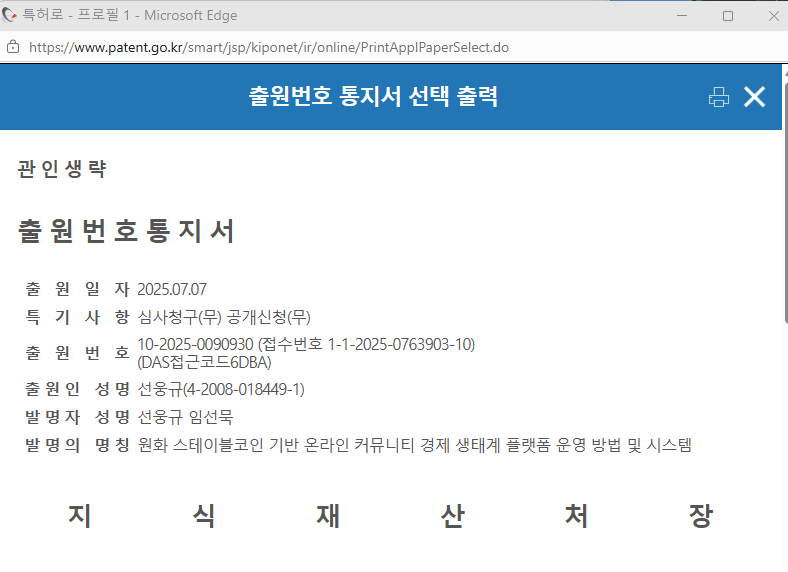 특허로 - 프로필 1 - Microsoft Edge
https://www.patent.go.kr/smart/jsp/kiponet/ir/online/PrintApplPaperSelect.do
출원번호 통지서 선택 출력
관 인 생 략
출 원 번 호 통 지 서
출 원 일 자 2025.07.07
특 기 사 항 심사청구(무) 공개신청(무)
출 원 번 호 10-2025-0090930 (접수번호 1-1-2025-0763903-10)
(DAS접근코드6DBA)
출 원 인 성 명 선웅규(4-2008-018449-1)
발 명 자 성 명 선웅규 임선묵
발 명 의 명 칭 원화 스테이블코인 기반 온라인 커뮤니티 경제 생태계 플랫폼 운영 방법 및 시스템
지 식 재 산 처 장